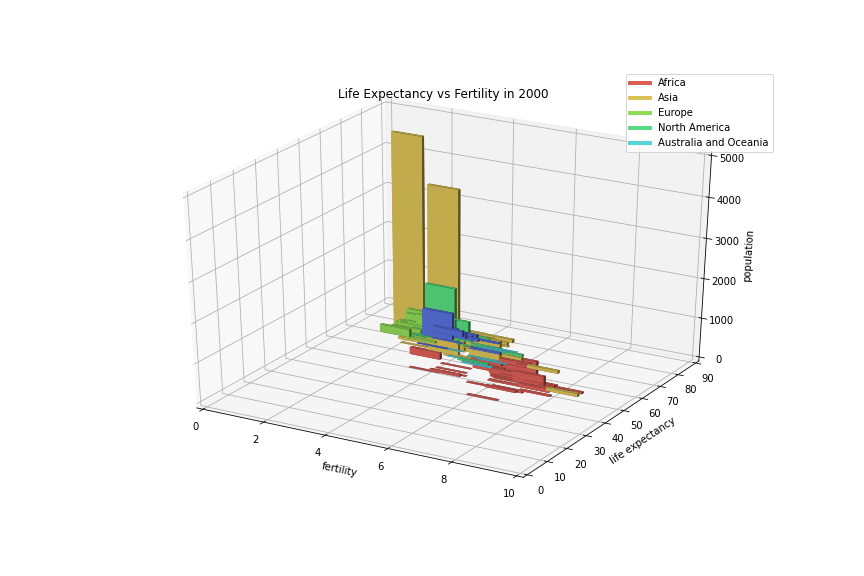 Life Expectancy vs Fertility in 2000
Africa
Asia
Europe
North America
Australia and Oceania
5000
4000
3000
2000
1000
0
population
0
2
4
6
8
10
fertility
0
10
20
30
40
50
60
70
80
90
life expectancy